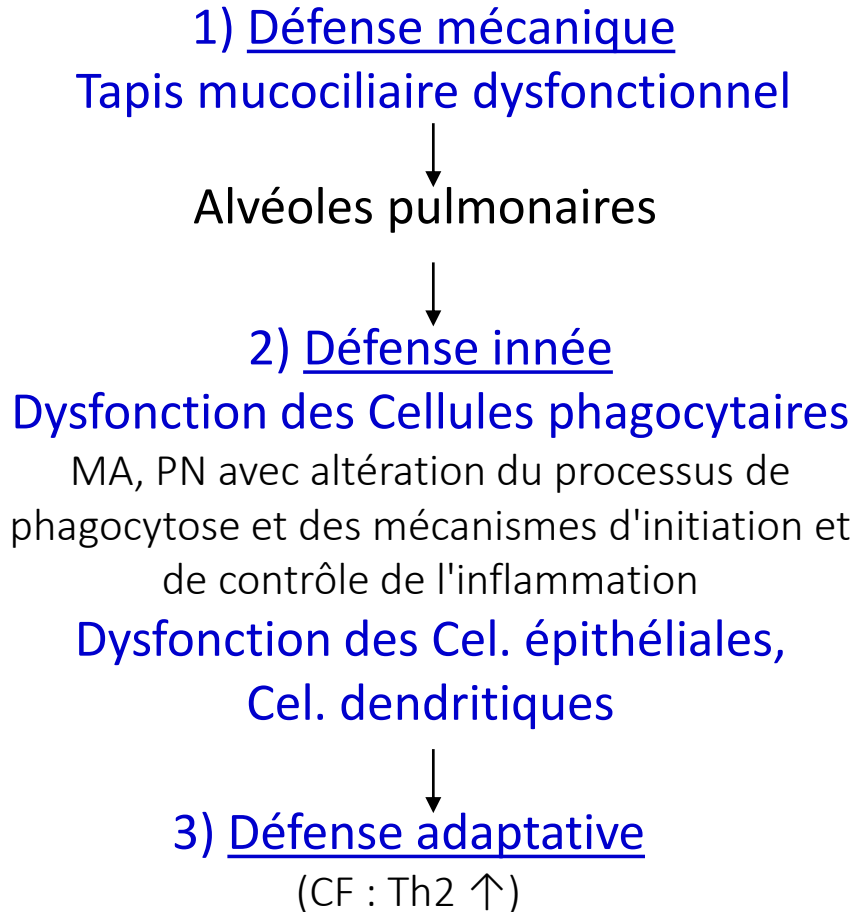 1) Défense mécanique
Tapis mucociliaire dysfonctionnel
Alvéoles pulmonaires
2) Défense innée
Dysfonction des Cellules phagocytaires
MA, PN avec altération du processus de
phagocytose et des mécanismes d'initiation et
de contrôle de l'inflammation
Dysfonction des Cel. épithéliales,
Cel. dendritiques
3) Défense adaptative
(CF : Th2 ↑)